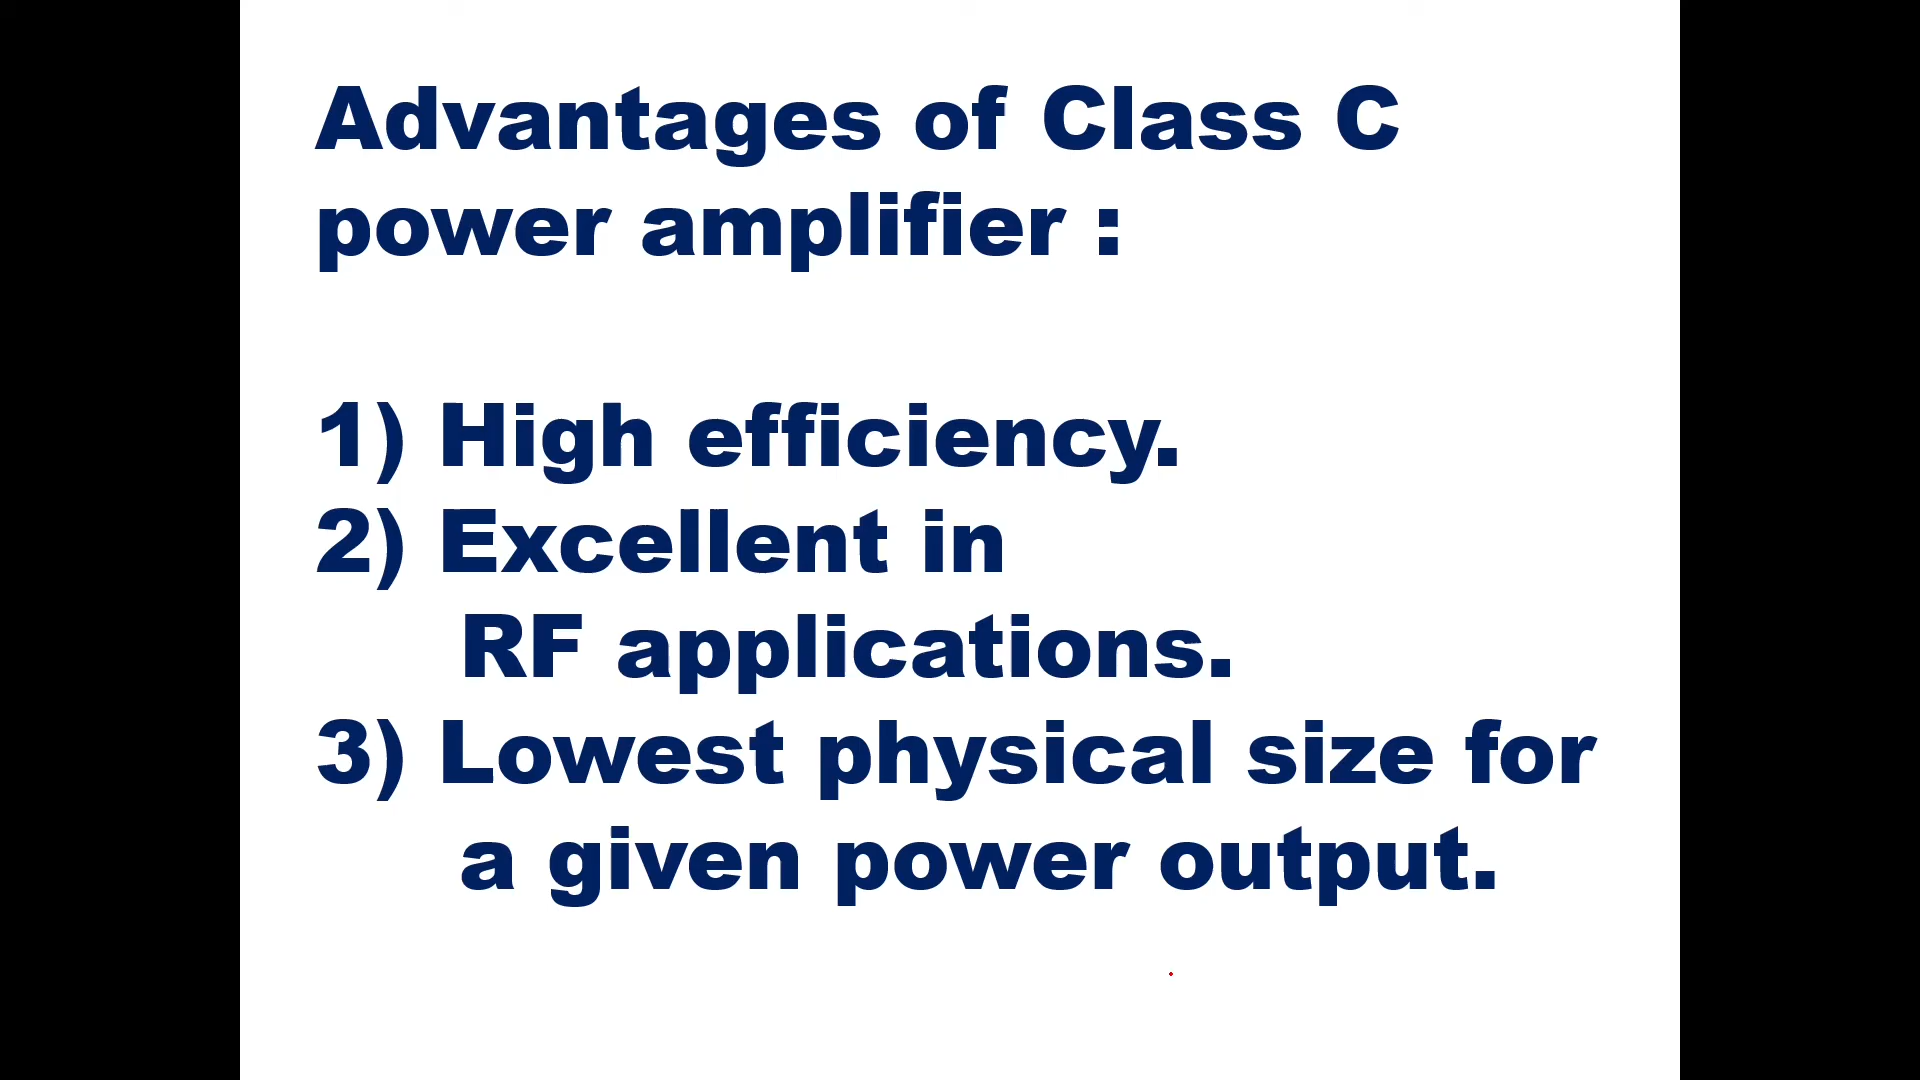 Advantages of Class C
power amplifier :
1) High efficiency.
2) Excellent in
RF applications.
3) Lowest physical size for
a given power output.